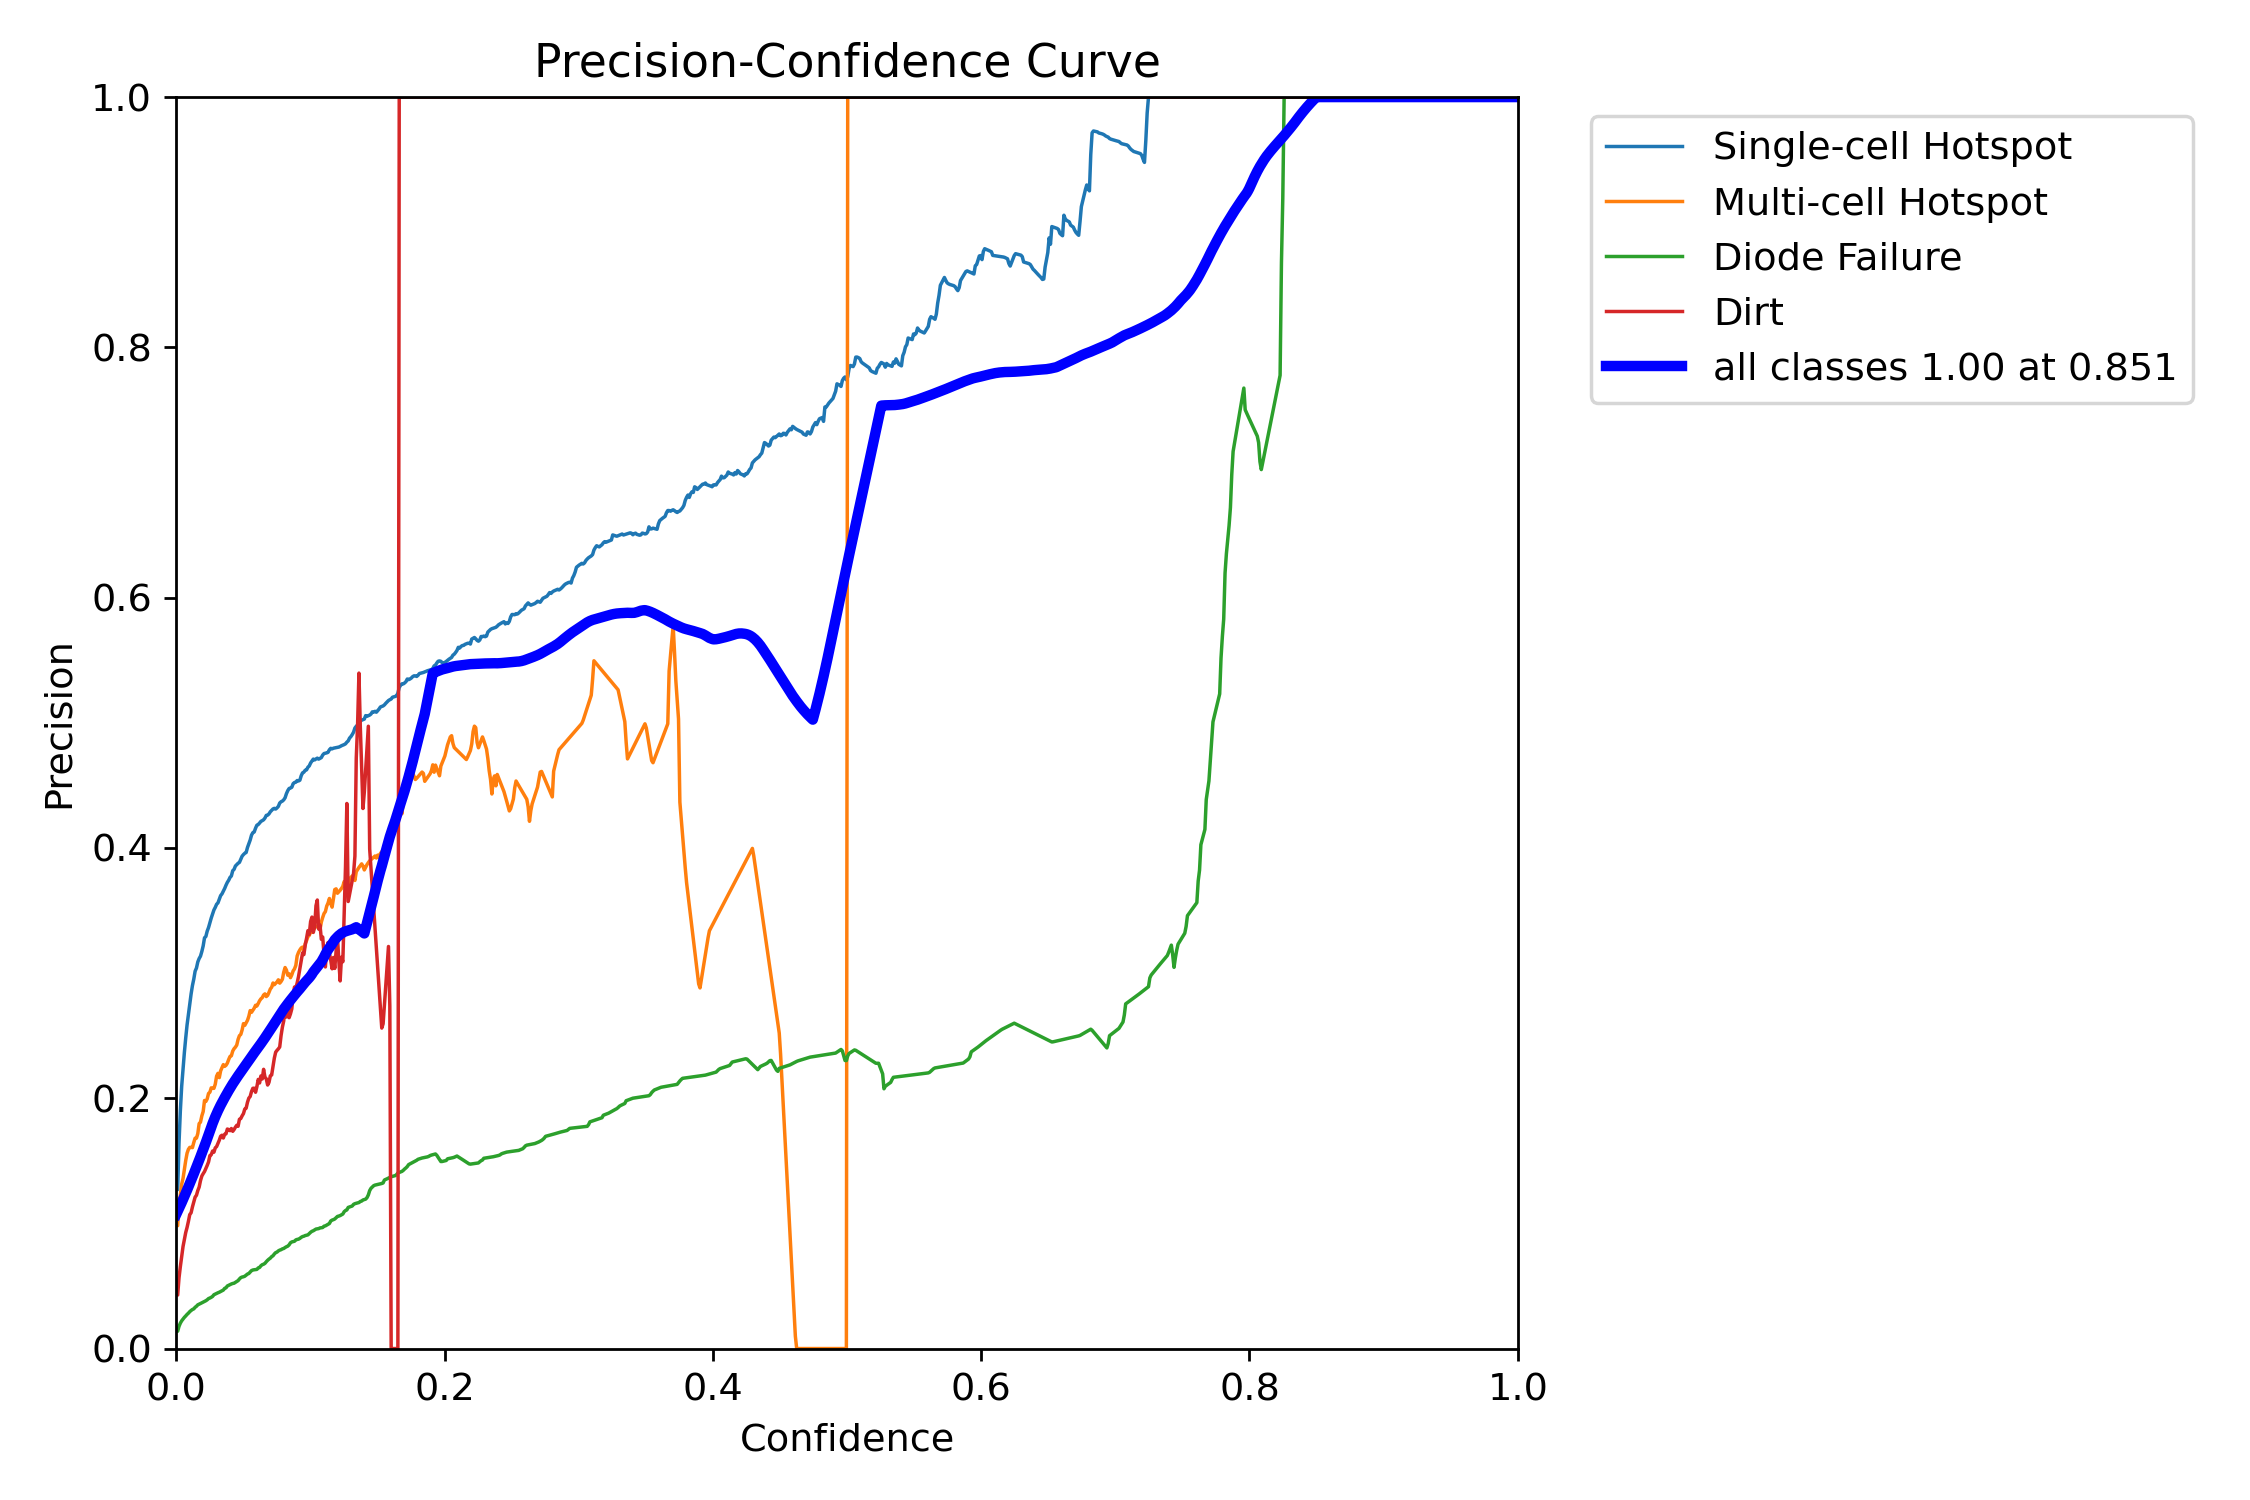 Precision-Confidence Curve
1.0
0.8
0.6
0.4
0.2
0.0
Precision
0.0 0.2 0.4 0.6 0.8 1.0
Confidence
Single-cell Hotspot
Multi-cell Hotspot
Diode Failure
Dirt
all classes 1.00 at 0.851